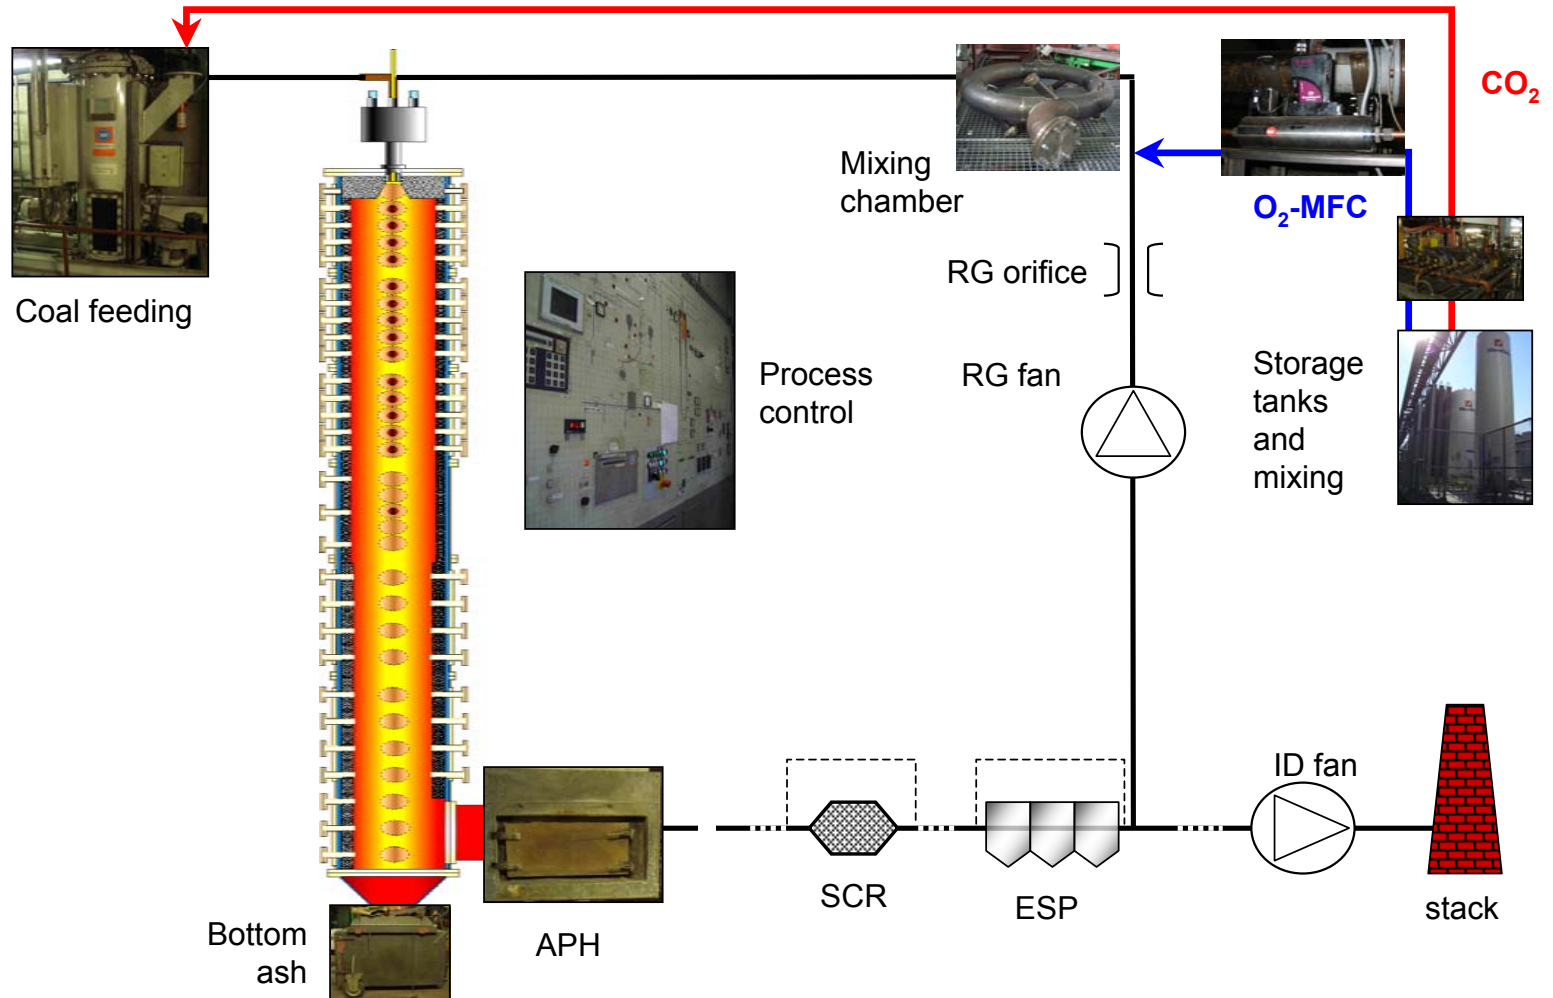 CO₂
Mixing
chamber
O₂-MFC
RG orifice
Coal feeding
Process
control
RG fan
Storage
tanks
and
mixing
ID fan
SCR
ESP
stack
APH
Bottom
ash